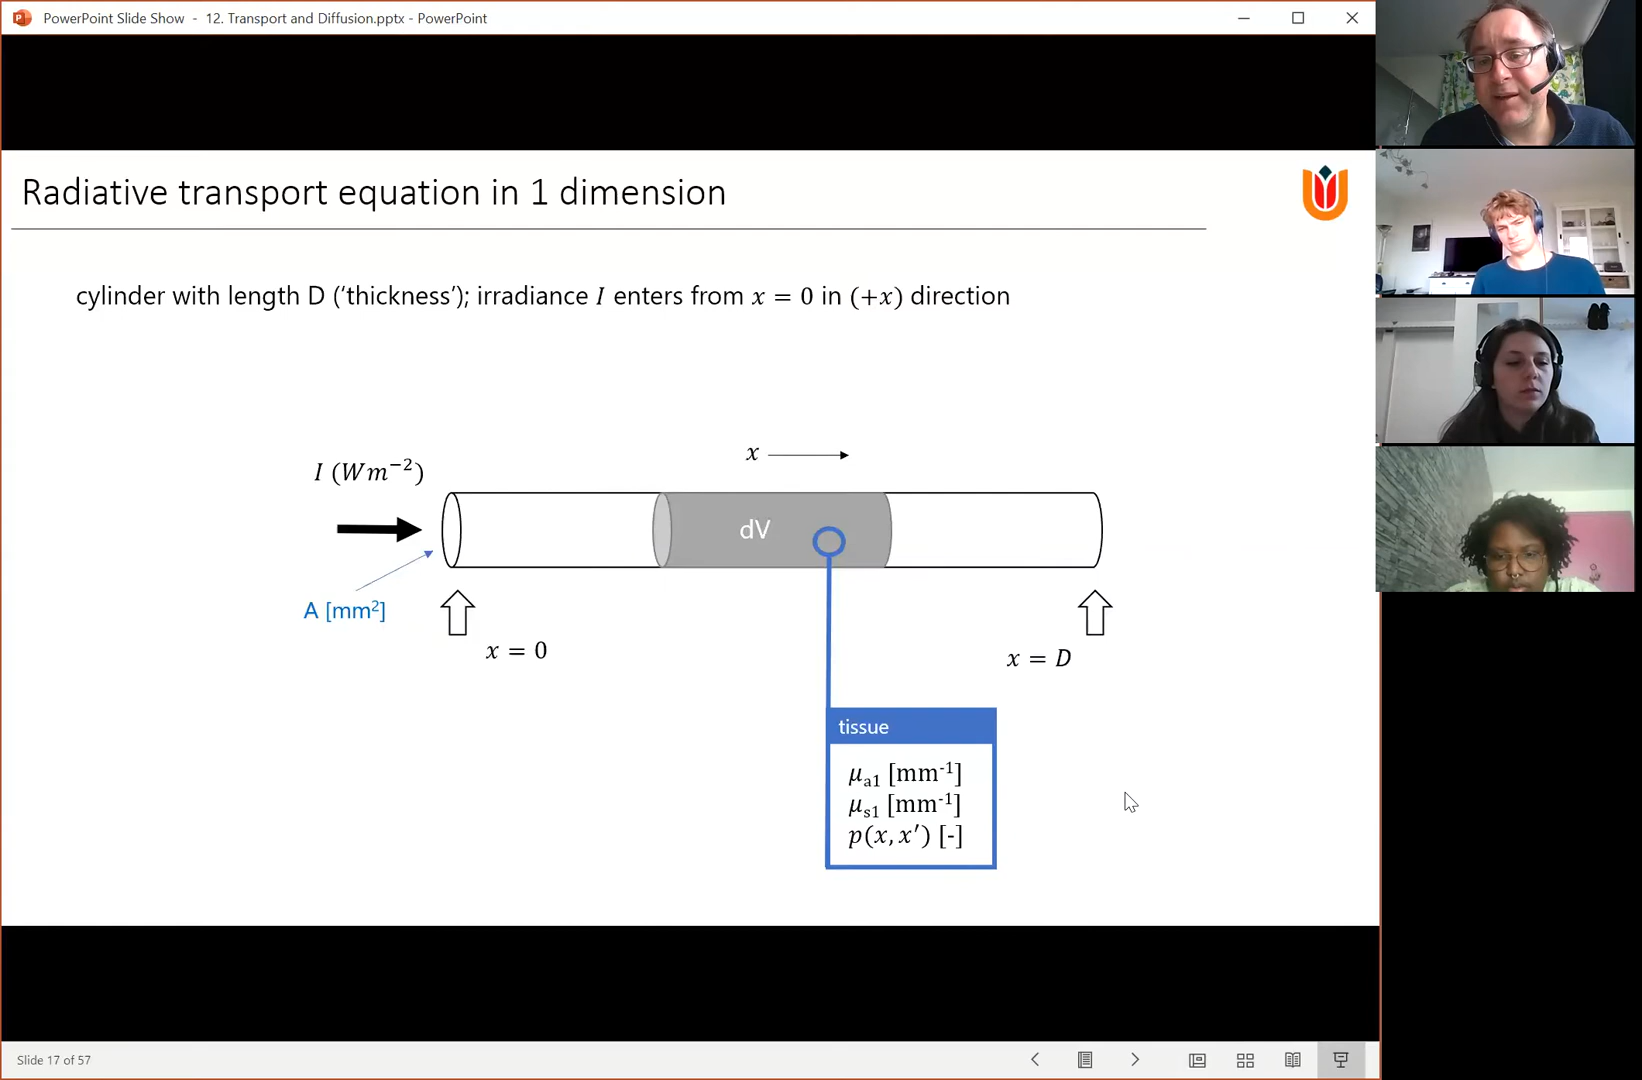 PowerPoint Slide Show - 12. Transport and Diffusion.pptx - PowerPoint
Radiative transport equation in 1 dimension
cylinder with length D (‘thickness’); irradiance I enters from x = 0 in (+x) direction
x
I (Wm⁻²)
dV
A [mm²]
x = 0
x = D
tissue
μa1 [mm⁻¹]
μs1 [mm⁻¹]
p(x, x′) [-]
Slide 17 of 57